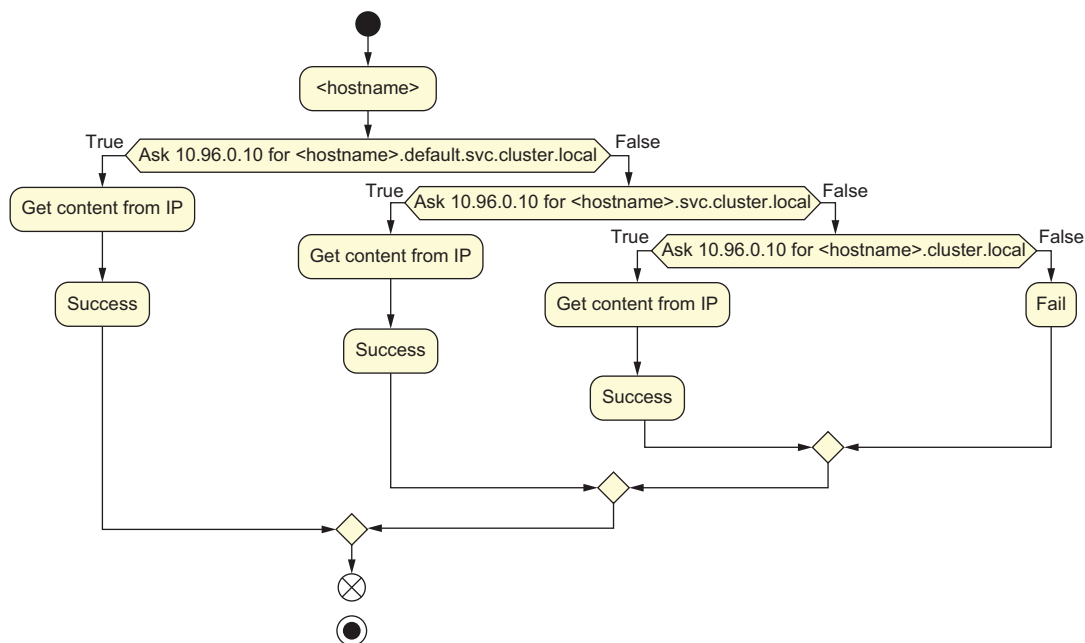 <hostname>
True
Ask 10.96.0.10 for <hostname>.default.svc.cluster.local
False
Get content from IP
True
Ask 10.96.0.10 for <hostname>.svc.cluster.local
False
Success
Get content from IP
True
Ask 10.96.0.10 for <hostname>.cluster.local
False
Success
Get content from IP
Fail
Success